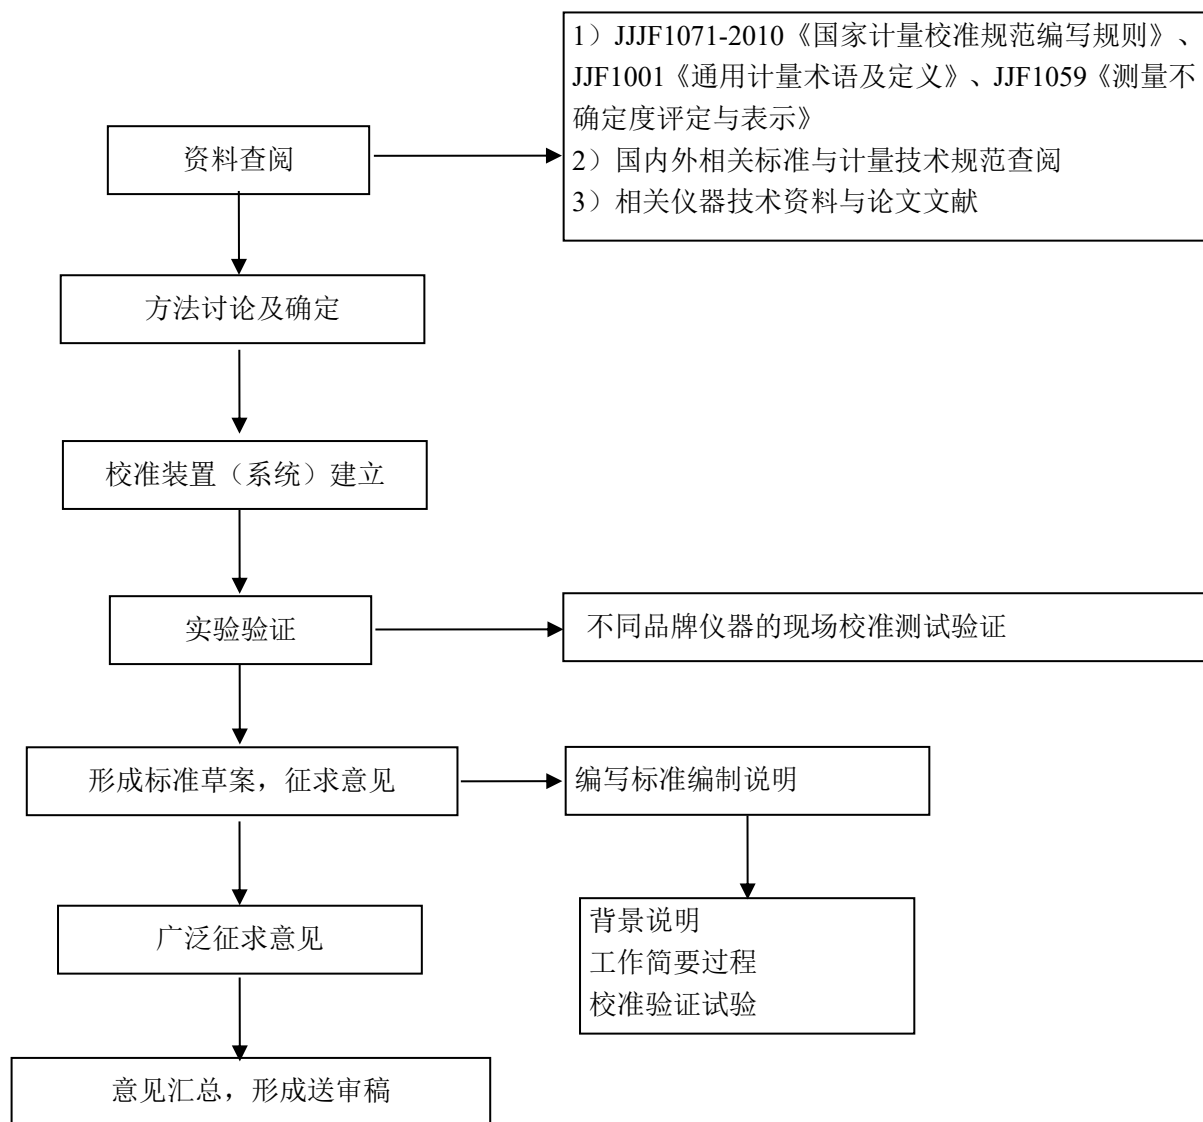 1）JJJF1071-2010《国家计量校准规范编写规则》、
JJF1001《通用计量术语及定义》、JJF1059《测量不
确定度评定与表示》
2）国内外相关标准与计量技术规范查阅
3）相关仪器技术资料与论文文献
资料查阅
方法讨论及确定
校准装置（系统）建立
实验验证
不同品牌仪器的现场校准测试验证
形成标准草案，征求意见
编写标准编制说明
背景说明
工作简要过程
校准验证试验
广泛征求意见
意见汇总，形成送审稿